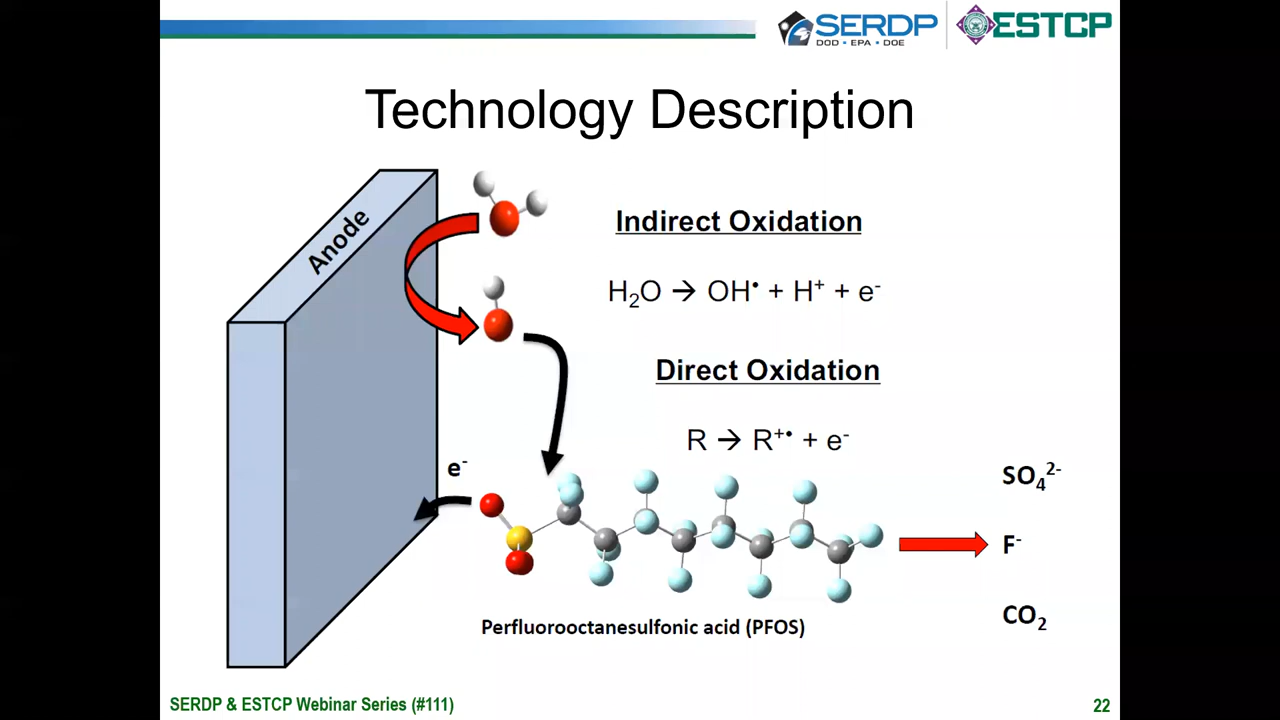 SERDP
DOD • EPA • DOE
ESTCP
Technology Description
Anode
Indirect Oxidation
H₂O → OH• + H⁺ + e⁻
Direct Oxidation
R → R⁺• + e⁻
e⁻
SO₄²⁻
F⁻
CO₂
Perfluorooctanesulfonic acid (PFOS)
SERDP & ESTCP Webinar Series (#111)
22